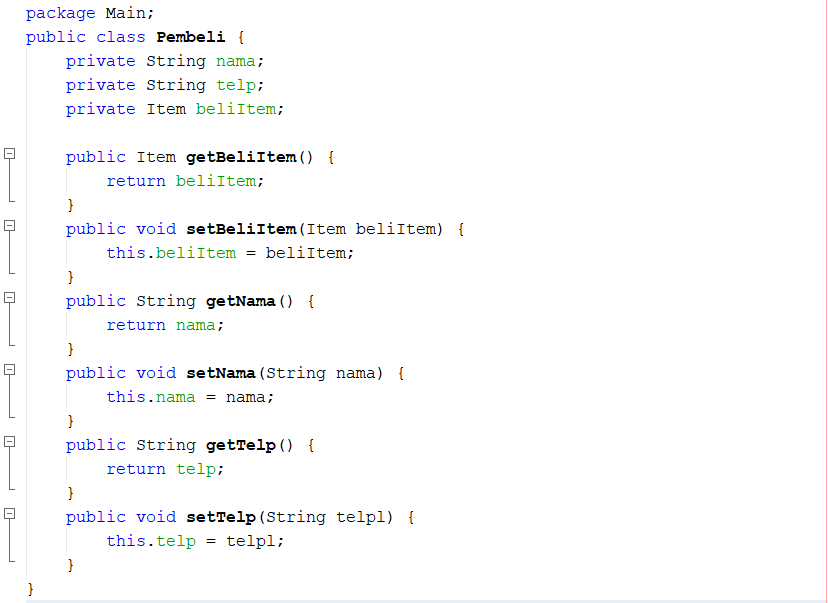 package Main;
public class Pembeli {
    private String nama;
    private String telp;
    private Item beliItem;

    public Item getBeliItem() {
        return beliItem;
    }
    public void setBeliItem(Item beliItem) {
        this.beliItem = beliItem;
    }
    public String getNama() {
        return nama;
    }
    public void setNama(String nama) {
        this.nama = nama;
    }
    public String getTelp() {
        return telp;
    }
    public void setTelp(String telpl) {
        this.telp = telpl;
    }
}